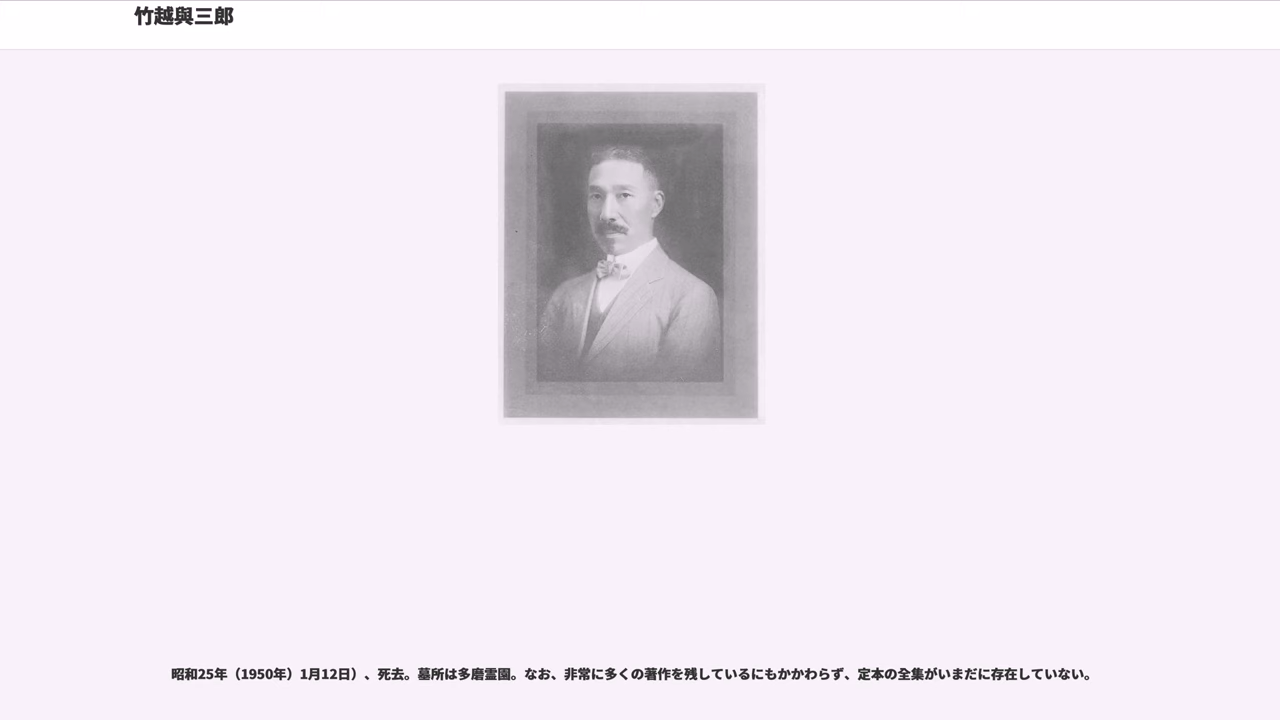 竹越與三郎
昭和25年（1950年）1月12日）、死去。墓所は多磨霊園。なお、非常に多くの著作を残しているにもかかわらず、定本の全集がいまだに存在していない。